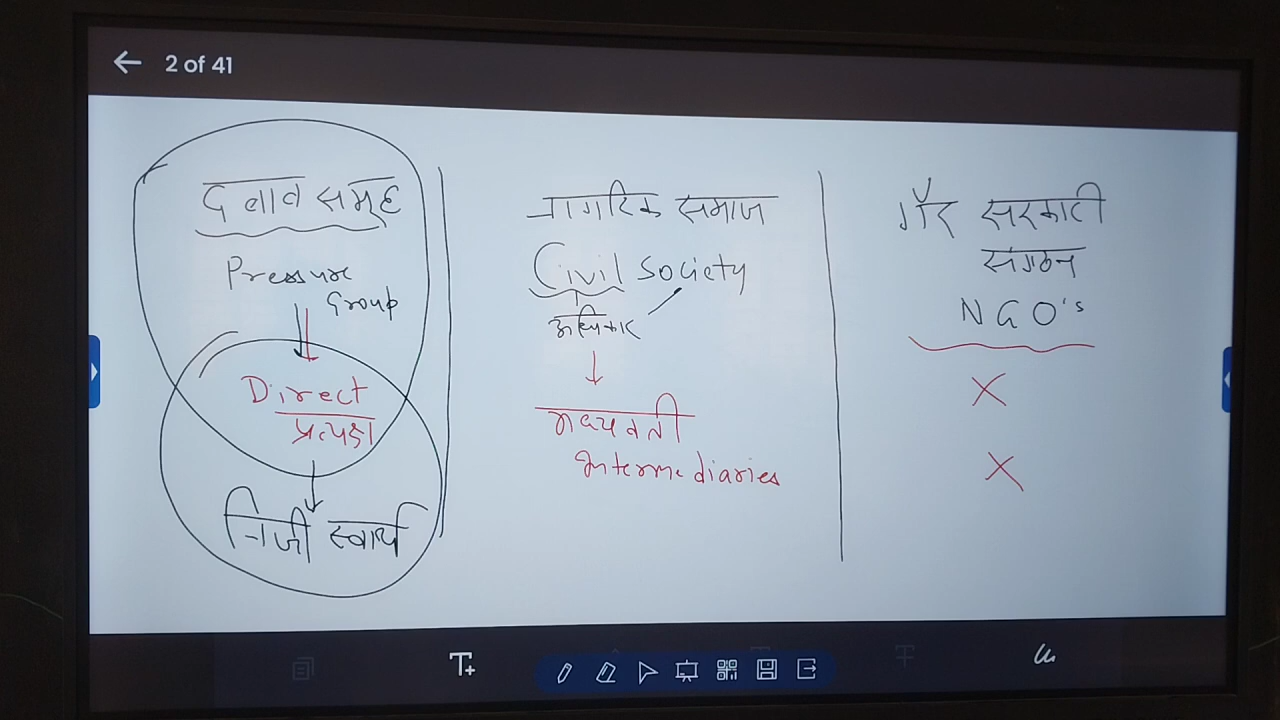 2 of 41
दबाव समूह
Pressure
Group
Direct
प्रत्यक्ष
निजी स्वार्थ
नागरिक समाज
Civil Society
अधिकार
मध्यवर्ती
Intermediaries
गैर सरकारी
संगठन
NGO's
X
X